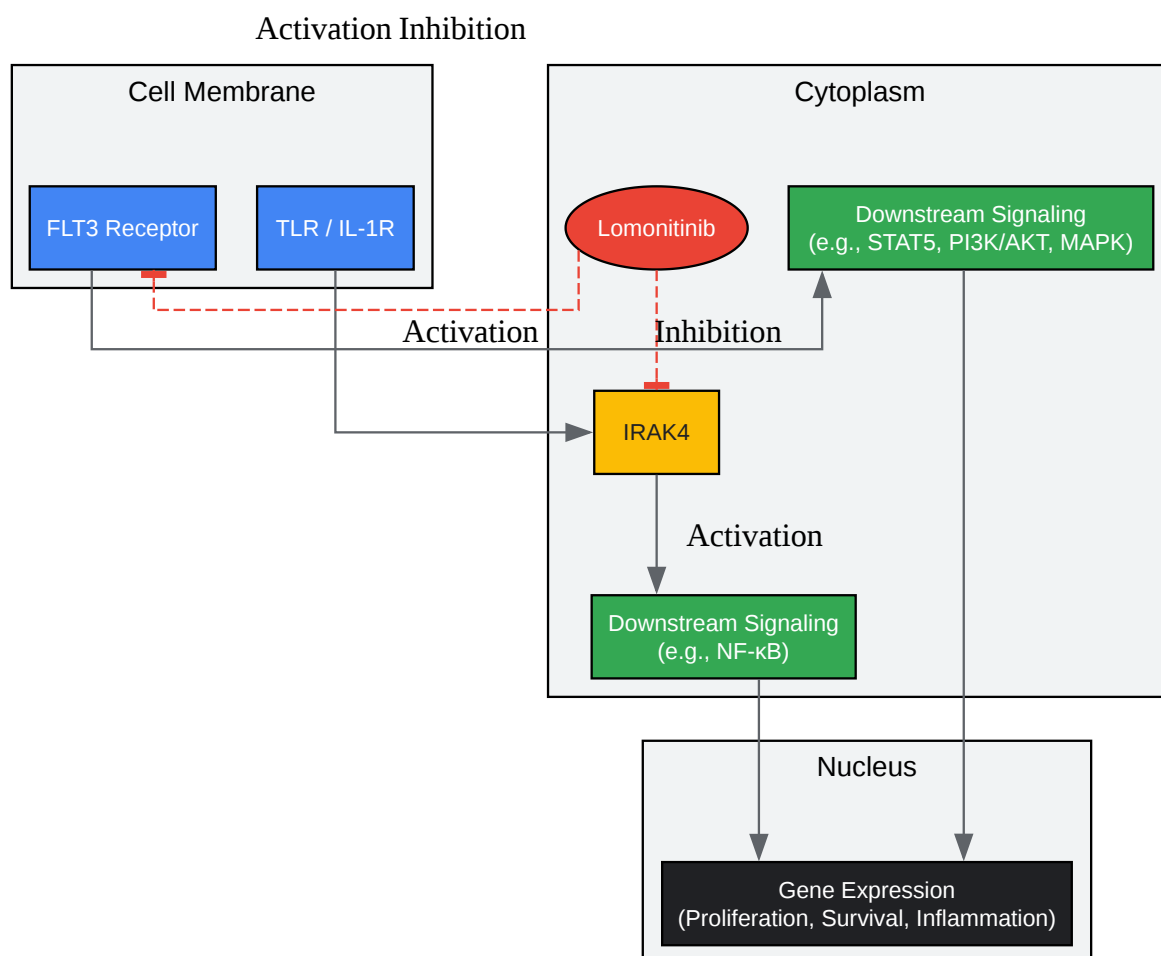 Activation Inhibition
Cell Membrane
Cytoplasm
FLT3 Receptor
TLR / IL-1R
Lomonitinib
Downstream Signaling
(e.g., STAT5, PI3K/AKT, MAPK)
Activation
Inhibition
IRAK4
Activation
Downstream Signaling
(e.g., NF-κB)
Nucleus
Gene Expression
(Proliferation, Survival, Inflammation)